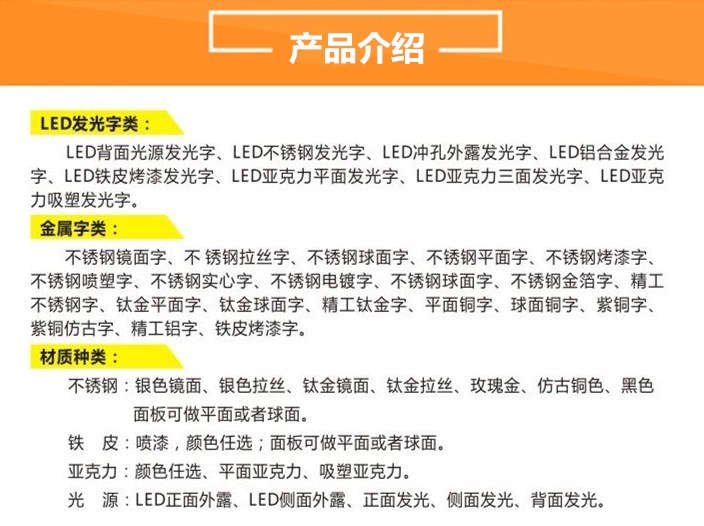 产品介绍
LED发光字类：
LED背面光源发光字、LED不锈钢发光字、LED冲孔外露发光字、LED铝合金发光
字、LED铁皮烤漆发光字、LED亚克力平面发光字、LED亚克力三面发光字、LED亚克
力吸塑发光字。
金属字类：
不锈钢镜面字、不 锈钢拉丝字、不锈钢球面字、不锈钢平面字、不锈钢烤漆字、
不锈钢喷塑字、不锈钢实心字、不锈钢电镀字、不锈钢球面字、不锈钢金箔字、精工
不锈钢字、钛金平面字、钛金球面字、精工钛金字、平面铜字、球面铜字、紫铜字、
紫铜仿古字、精工铝字、铁皮烤漆字。
材质种类：
不锈钢：银色镜面、银色拉丝、钛金镜面、钛金拉丝、玫瑰金、仿古铜色、黑色
面板可做平面或者球面。
铁　皮：喷漆，颜色任选；面板可做平面或者球面。
亚克力：颜色任选、平面亚克力、吸塑亚克力。
光　源：LED正面外露、LED侧面外露、正面发光、侧面发光、背面发光。